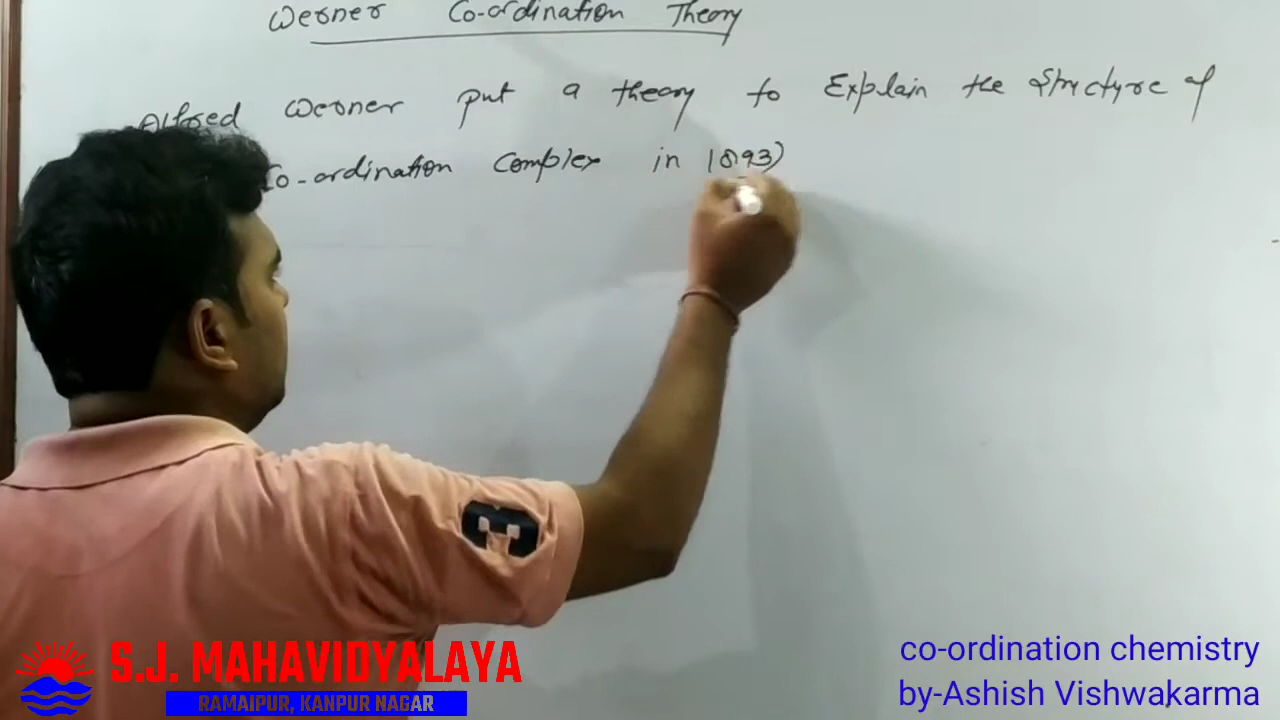 Werner Co-ordination Theory
Alfred Werner put a theory to Explain the Structure of
Co-ordination Complex in 1893)
3
S.J. MAHAVIDYALAYA
RAMAIPUR, KANPUR NAGAR
co-ordination chemistry
by-Ashish Vishwakarma